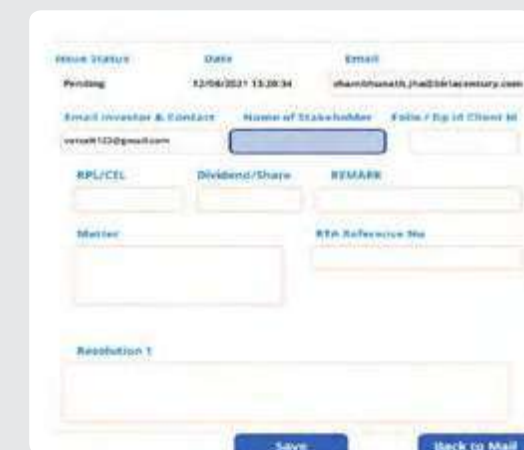 Issue Status Date Email
Pending 12/06/2021 13:20:34
Email Investor & Contact Name of Stakeholder Folio / Dp id Client Id
RPL/CEL Dividend/Share REMARK
Matter RTA Reference No
Resolution 1
Save Back to Mail